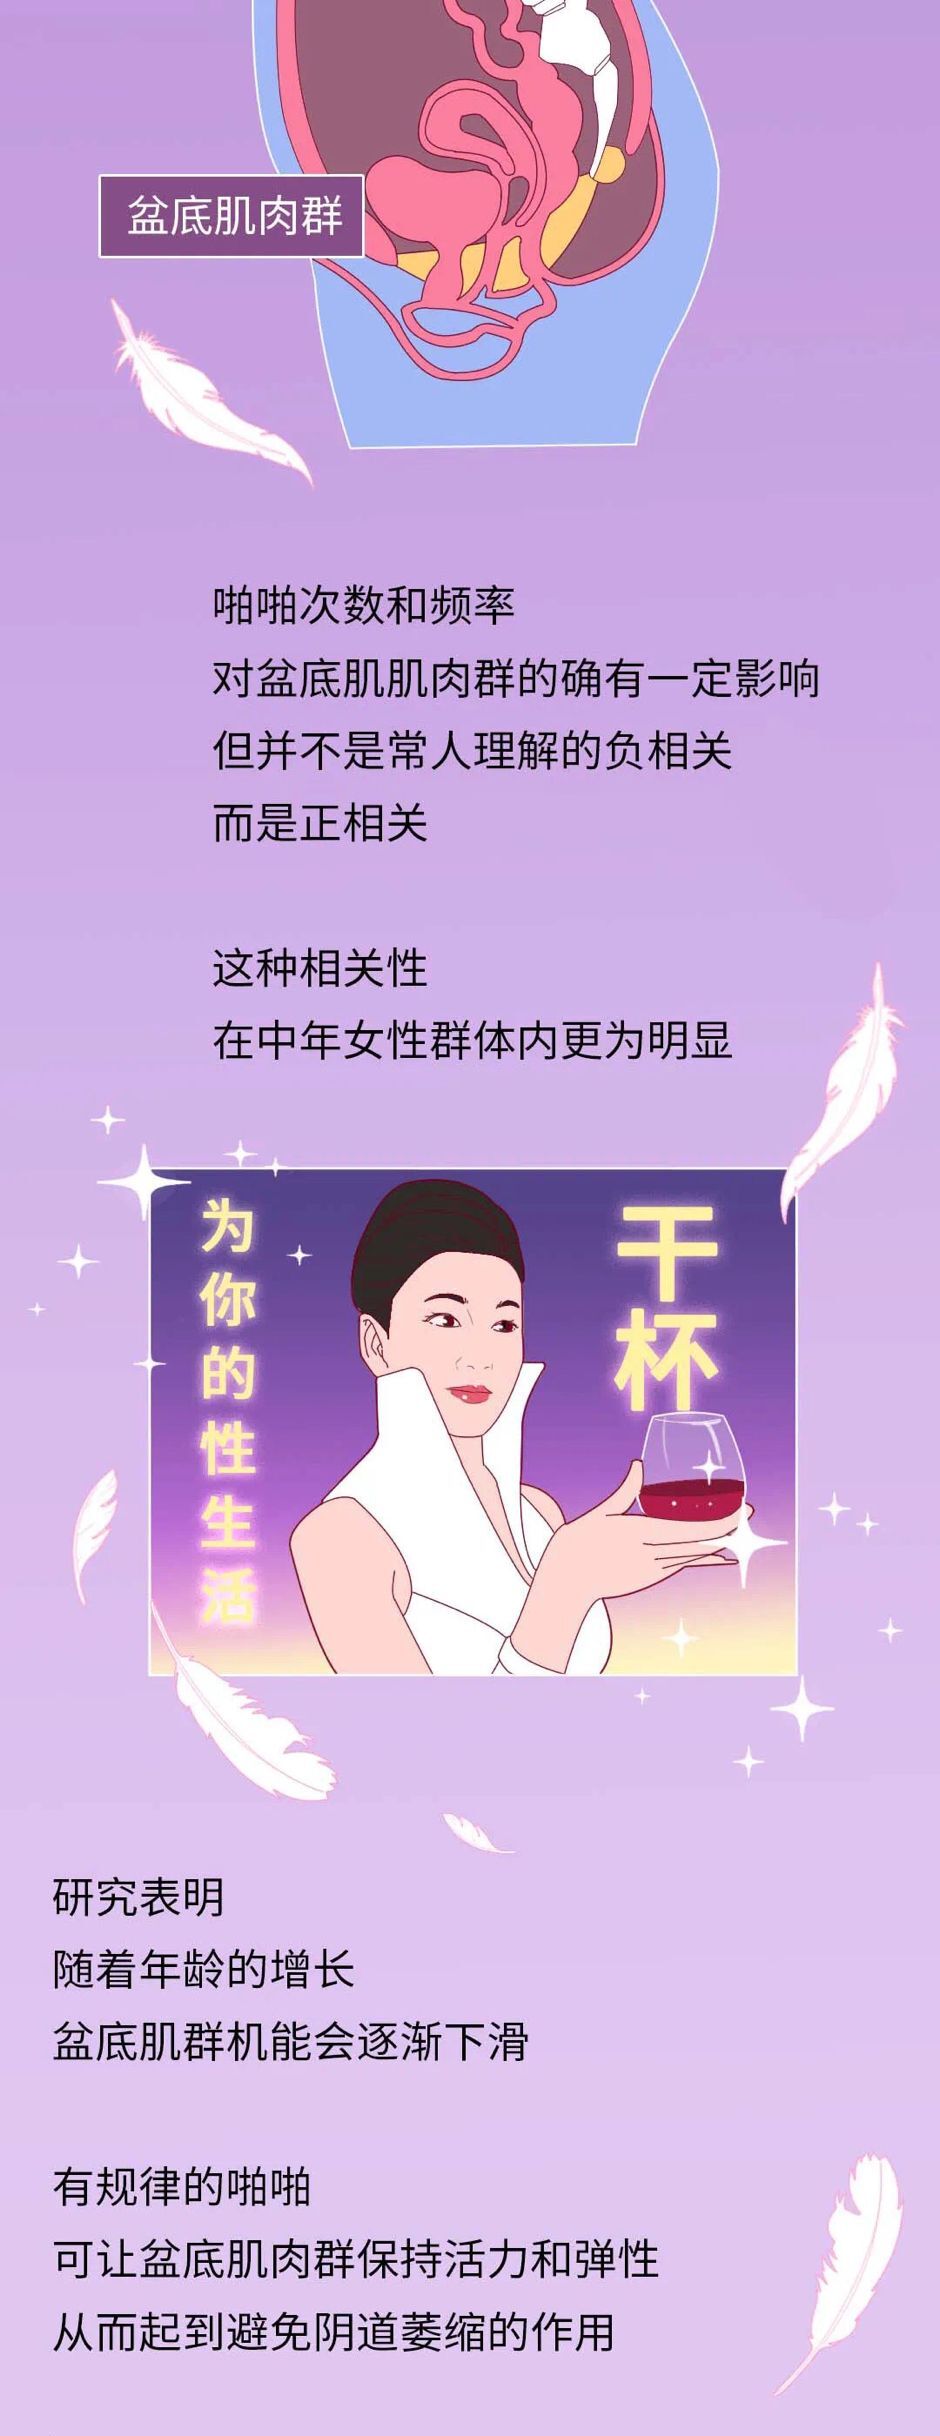 盆底肌肉群
啪啪次数和频率
对盆底肌肌肉群的确有一定影响
但并不是常人理解的负相关
而是正相关
这种相关性
在中年女性群体内更为明显
为你的性生活
干杯
研究表明
随着年龄的增长
盆底肌群机能会逐渐下滑
有规律的啪啪
可让盆底肌肉群保持活力和弹性
从而起到避免阴道萎缩的作用